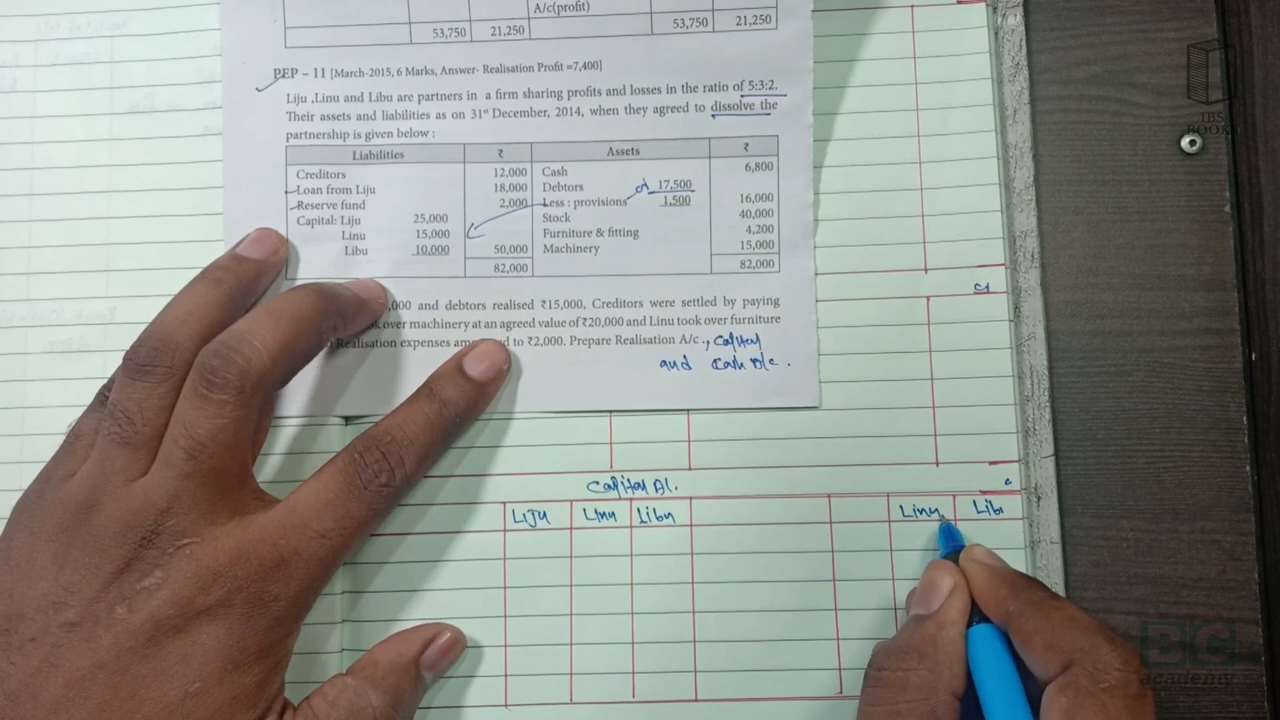 A/c(profit)
53,750 21,250 53,750 21,250
PEP – 11 [March-2015, 6 Marks, Answer- Realisation Profit =7,400]
Liju ,Linu and Libu are partners in a firm sharing profits and losses in the ratio of 5:3:2.
Their assets and liabilities as on 31st December, 2014, when they agreed to dissolve the
partnership is given below :
Liabilities ₹ Assets ₹
Creditors 12,000 Cash 6,800
Loan from Liju 18,000 Debtors 17,500
Reserve fund 2,000 Less : provisions 1,500 16,000
Capital: Liju 25,000 Stock 40,000
Linu 15,000 Furniture & fitting 4,200
Libu 10,000 50,000 Machinery 15,000
82,000 82,000
,000 and debtors realised ₹15,000, Creditors were settled by paying
over machinery at an agreed value of ₹20,000 and Linu took over furniture
Realisation expenses to ₹2,000. Prepare Realisation A/c., Capital
and Cash A/c.
Capital A/c.
LIJU Linu Libu Linu Libu
IBS
BOOKS
BC
academy